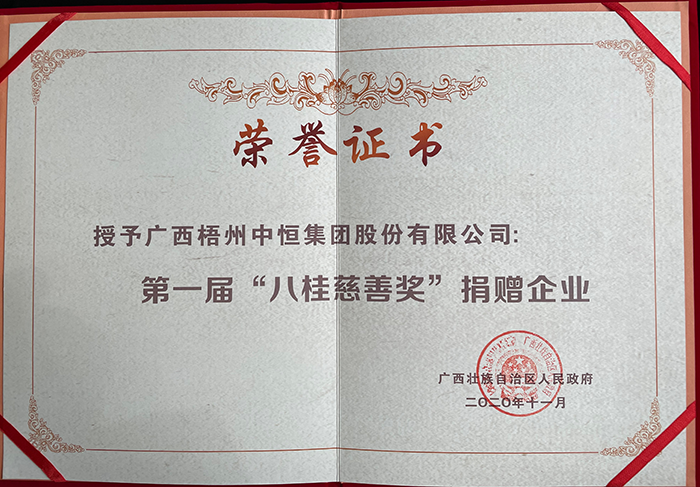 荣誉证书
授予广西梧州中恒集团股份有限公司:
第一届“八桂慈善奖”捐赠企业
广西壮族自治区人民政府
二〇二〇年十一月